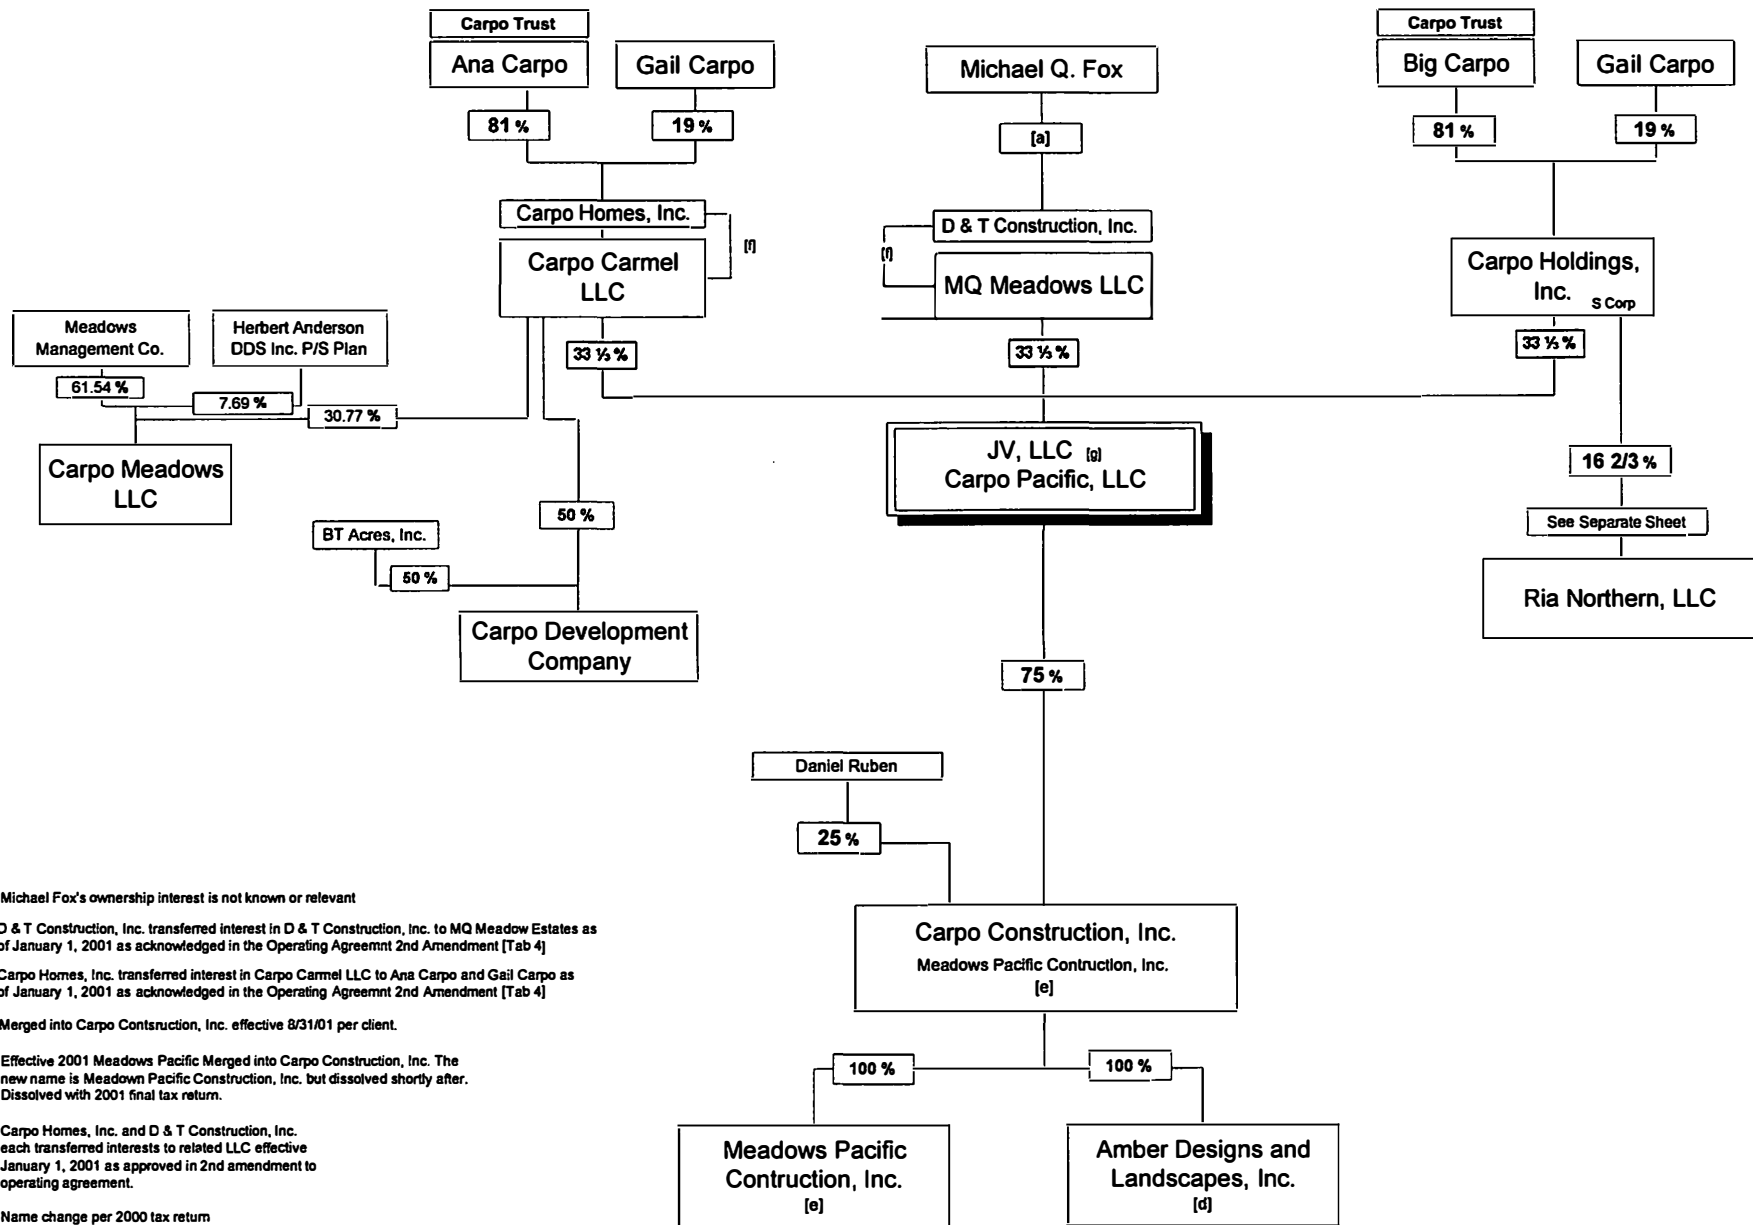 Carpo Trust
Ana Carpo
Gail Carpo
81 %
19 %
Michael Q. Fox
[a]
Carpo Trust
Big Carpo
Gail Carpo
81 %
19 %
Carpo Homes, Inc.
Carpo Carmel
LLC
[f]
D & T Construction, Inc.
[f]
MQ Meadows LLC
Carpo Holdings,
Inc. S Corp
Meadows
Management Co.
Herbert Anderson
DDS Inc. P/S Plan
61.54 %
7.69 %
30.77 %
33 ⅓ %
33 ⅓ %
33 ⅓ %
Carpo Meadows
LLC
JV, LLC [g]
Carpo Pacific, LLC
16 2/3 %
See Separate Sheet
Ria Northern, LLC
50 %
BT Acres, Inc.
50 %
Carpo Development
Company
75 %
Daniel Ruben
25 %
Carpo Construction, Inc.
Meadows Pacific Contruction, Inc.
[e]
100 %
100 %
Meadows Pacific
Contruction, Inc.
[e]
Amber Designs and
Landscapes, Inc.
[d]
Michael Fox's ownership interest is not known or relevant
D & T Construction, Inc. transferred interest in D & T Construction, Inc. to MQ Meadow Estates as
of January 1, 2001 as acknowledged in the Operating Agreemnt 2nd Amendment [Tab 4]
Carpo Homes, Inc. transferred interest in Carpo Carmel LLC to Ana Carpo and Gail Carpo as
of January 1, 2001 as acknowledged in the Operating Agreemnt 2nd Amendment [Tab 4]
Merged into Carpo Contsruction, Inc. effective 8/31/01 per client.
Effective 2001 Meadows Pacific Merged into Carpo Construction, Inc. The
new name is Meadown Pacific Construction, Inc. but dissolved shortly after.
Dissolved with 2001 final tax return.
Carpo Homes, Inc. and D & T Construction, Inc.
each transferred interests to related LLC effective
January 1, 2001 as approved in 2nd amendment to
operating agreement.
Name change per 2000 tax return